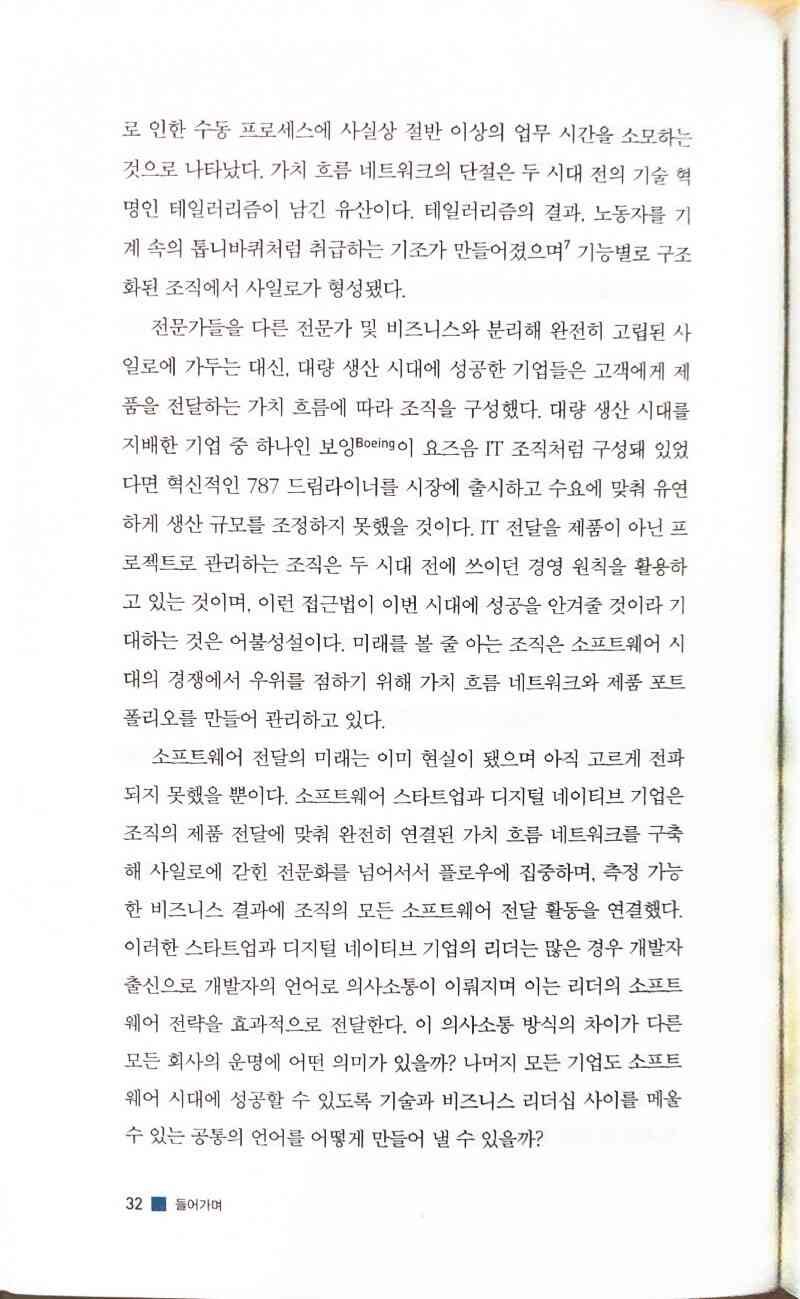 로 인한 수동 프로세스에 사실상 절반 이상의 업무 시간을 소모하는
것으로 나타났다. 가치 흐름 네트워크의 단절은 두 시대 전의 기술 혁
명인 테일러리즘이 남긴 유산이다. 테일러리즘의 결과, 노동자를 기
계 속의 톱니바퀴처럼 취급하는 기조가 만들어졌으며7 기능별로 구조
화된 조직에서 사일로가 형성됐다.
전문가들을 다른 전문가 및 비즈니스와 분리해 완전히 고립된 사
일로에 가두는 대신, 대량 생산 시대에 성공한 기업들은 고객에게 제
품을 전달하는 가치 흐름에 따라 조직을 구성했다. 대량 생산 시대를
지배한 기업 중 하나인 보잉Boeing이 요즈음 IT 조직처럼 구성돼 있었
다면 혁신적인 787 드림라이너를 시장에 출시하고 수요에 맞춰 유연
하게 생산 규모를 조정하지 못했을 것이다. IT 전달을 제품이 아닌 프
로젝트로 관리하는 조직은 두 시대 전에 쓰이던 경영 원칙을 활용하
고 있는 것이며, 이런 접근법이 이번 시대에 성공을 안겨줄 것이라 기
대하는 것은 어불성설이다. 미래를 볼 줄 아는 조직은 소프트웨어 시
대의 경쟁에서 우위를 점하기 위해 가치 흐름 네트워크와 제품 포트
폴리오를 만들어 관리하고 있다.
소프트웨어 전달의 미래는 이미 현실이 됐으며 아직 고르게 전파
되지 못했을 뿐이다. 소프트웨어 스타트업과 디지털 네이티브 기업은
조직의 제품 전달에 맞춰 완전히 연결된 가치 흐름 네트워크를 구축
해 사일로에 갇힌 전문화를 넘어서서 플로우에 집중하며, 측정 가능
한 비즈니스 결과에 조직의 모든 소프트웨어 전달 활동을 연결했다.
이러한 스타트업과 디지털 네이티브 기업의 리더는 많은 경우 개발자
출신으로 개발자의 언어로 의사소통이 이뤄지며 이는 리더의 소프트
웨어 전략을 효과적으로 전달한다. 이 의사소통 방식의 차이가 다른
모든 회사의 운명에 어떤 의미가 있을까? 나머지 모든 기업도 소프트
웨어 시대에 성공할 수 있도록 기술과 비즈니스 리더십 사이를 메울
수 있는 공통의 언어를 어떻게 만들어 낼 수 있을까?
32 들어가며